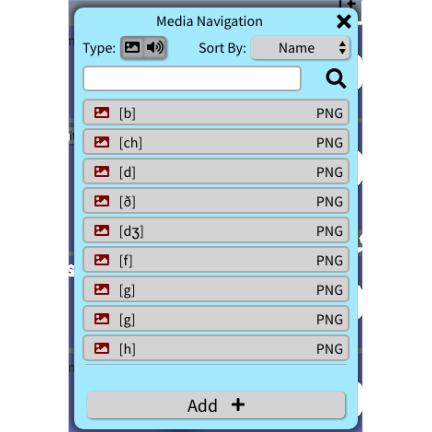 Media Navigation
Type: Sort By: Name
[b] PNG
[ch] PNG
[d] PNG
[ð] PNG
[dʒ] PNG
[f] PNG
[g] PNG
[g] PNG
[h] PNG
Add +